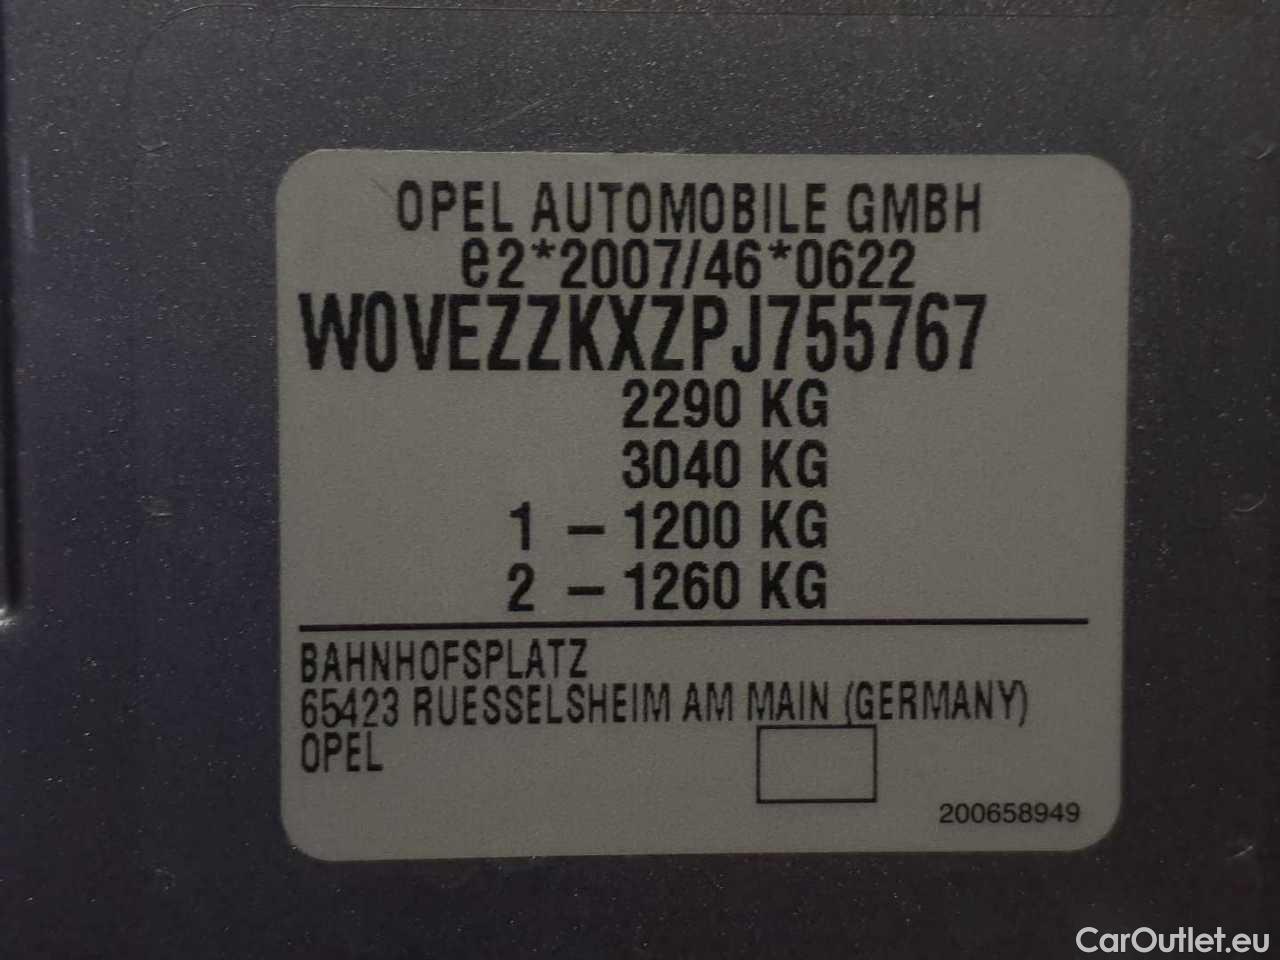 OPEL AUTOMOBILE GMBH
e2*2007/46*0622
W0VEZZKXZPJ755767
2290 KG
3040 KG
1 – 1200 KG
2 – 1260 KG
BAHNHOFSPLATZ
65423 RUESSELSHEIM AM MAIN (GERMANY)
OPEL
200658949
CarOutlet.eu